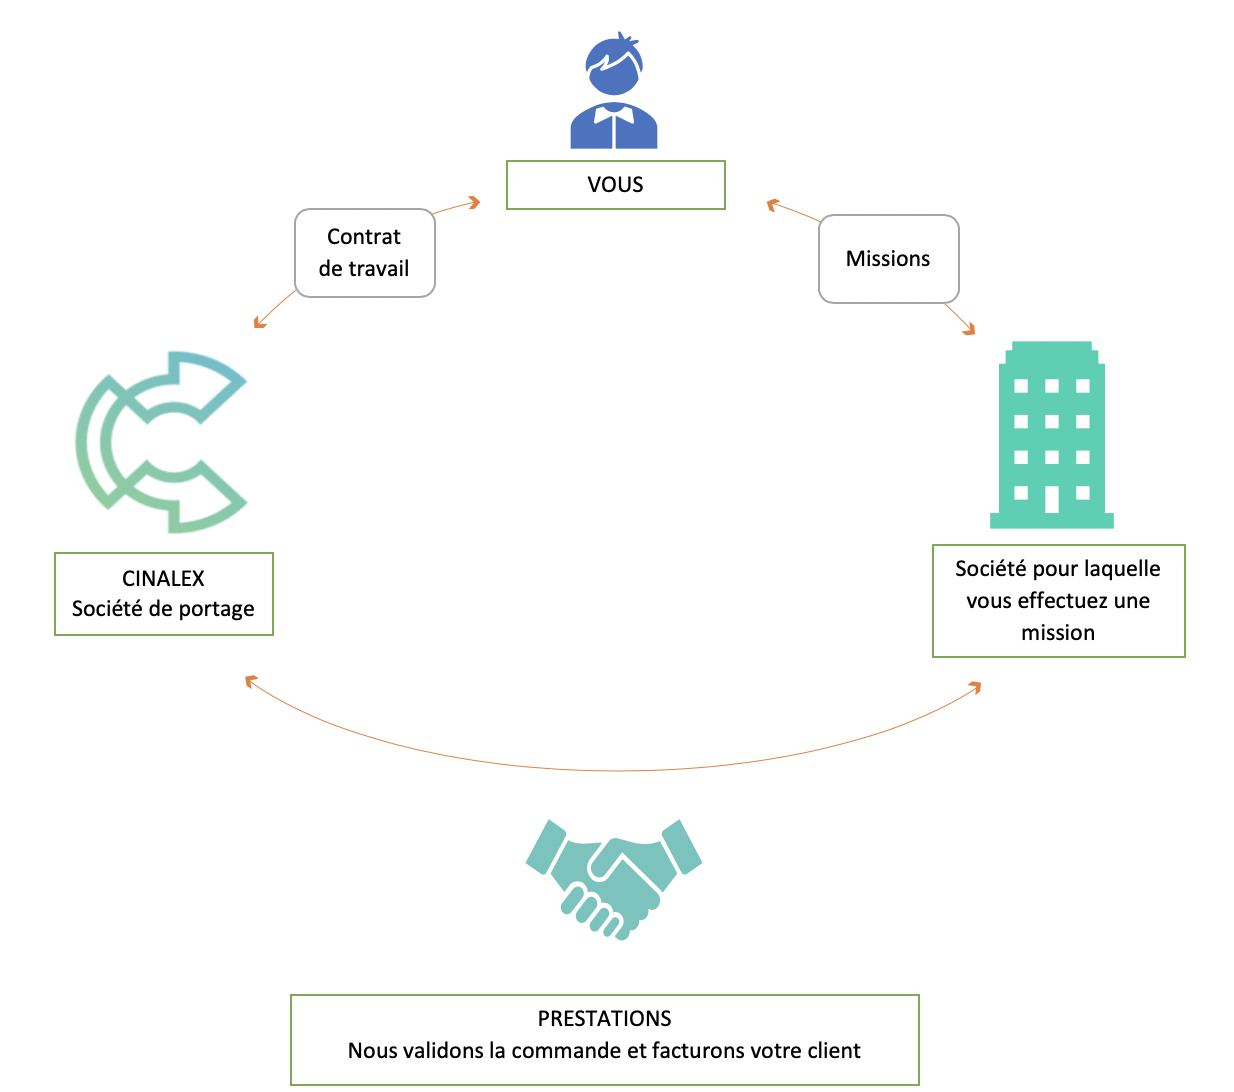 VOUS
Contrat
de travail
Missions
CINALEX
Société de portage
Société pour laquelle
vous effectuez une
mission
PRESTATIONS
Nous validons la commande et facturons votre client